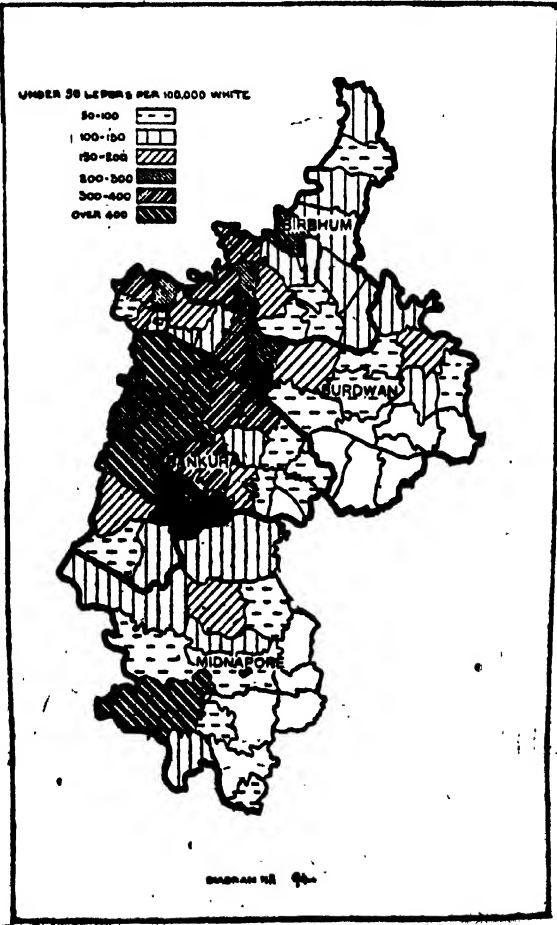 UNDER 50 LEPERS PER 100,000 WHITE
50-100
100-150
150-200
200-300
300-400
OVER 400
BIRBHUM
BURDWAN
MIDNAPORE
DIAGRAM